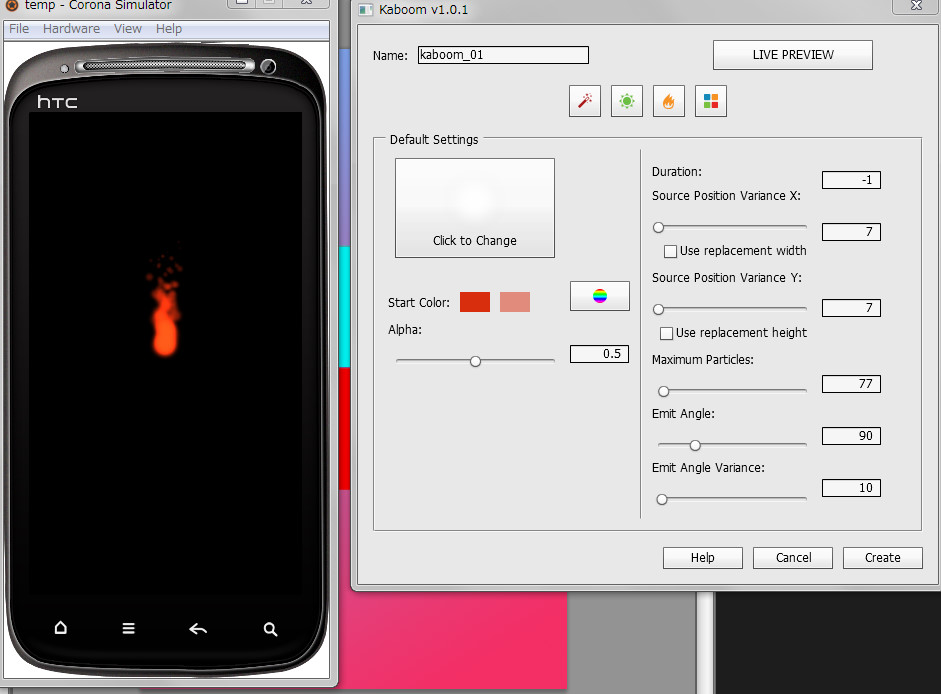 temp - Corona Simulator
File Hardware View Help
hTC
Kaboom v1.0.1
Name: kaboom_01
LIVE PREVIEW
Default Settings
Click to Change
Start Color:
Alpha:
0.5
Duration:
-1
Source Position Variance X:
7
Use replacement width
Source Position Variance Y:
7
Use replacement height
Maximum Particles:
77
Emit Angle:
90
Emit Angle Variance:
10
Help Cancel Create